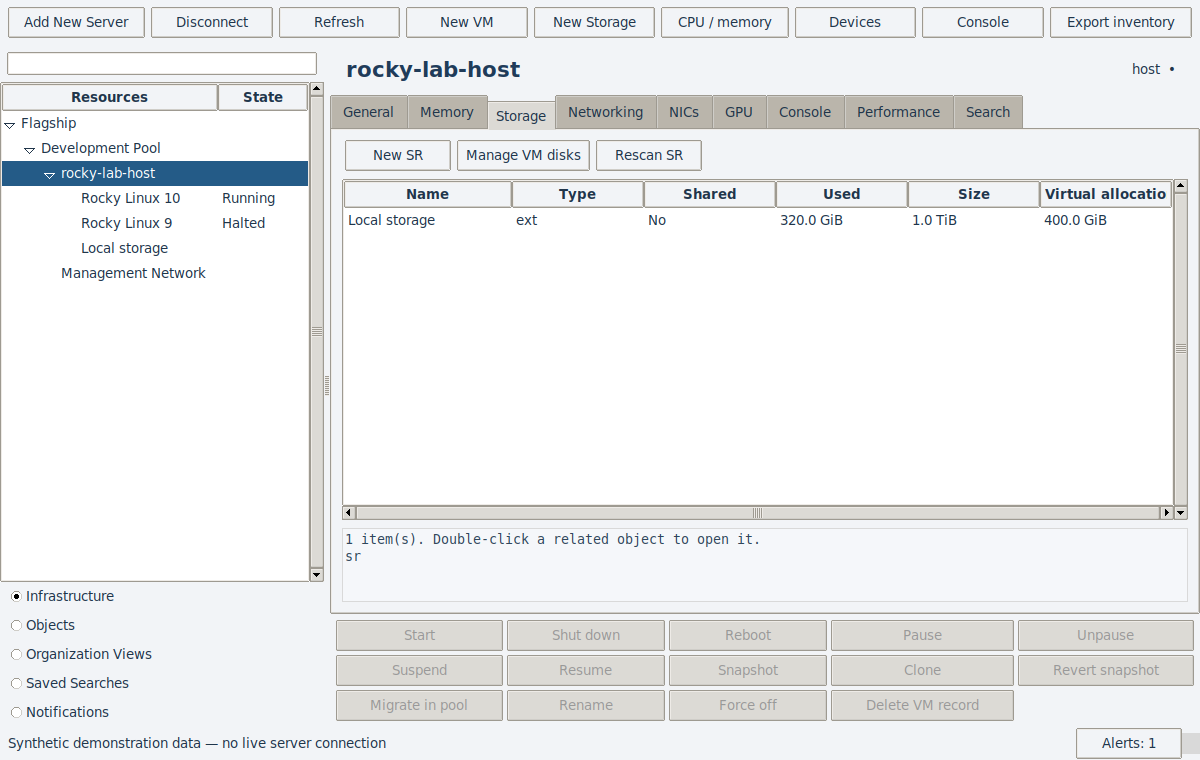 Add New Server Disconnect Refresh New VM New Storage CPU / memory Devices Console Export inventory
rocky-lab-host host •
Resources State
Flagship
Development Pool
rocky-lab-host
Rocky Linux 10 Running
Rocky Linux 9 Halted
Local storage
Management Network
General Memory Storage Networking NICs GPU Console Performance Search
New SR Manage VM disks Rescan SR
Name Type Shared Used Size Virtual allocatio
Local storage ext No 320.0 GiB 1.0 TiB 400.0 GiB
1 item(s). Double-click a related object to open it.
sr
Infrastructure
Objects
Organization Views
Saved Searches
Notifications
Start Shut down Reboot Pause Unpause
Suspend Resume Snapshot Clone Revert snapshot
Migrate in pool Rename Force off Delete VM record
Synthetic demonstration data — no live server connection Alerts: 1